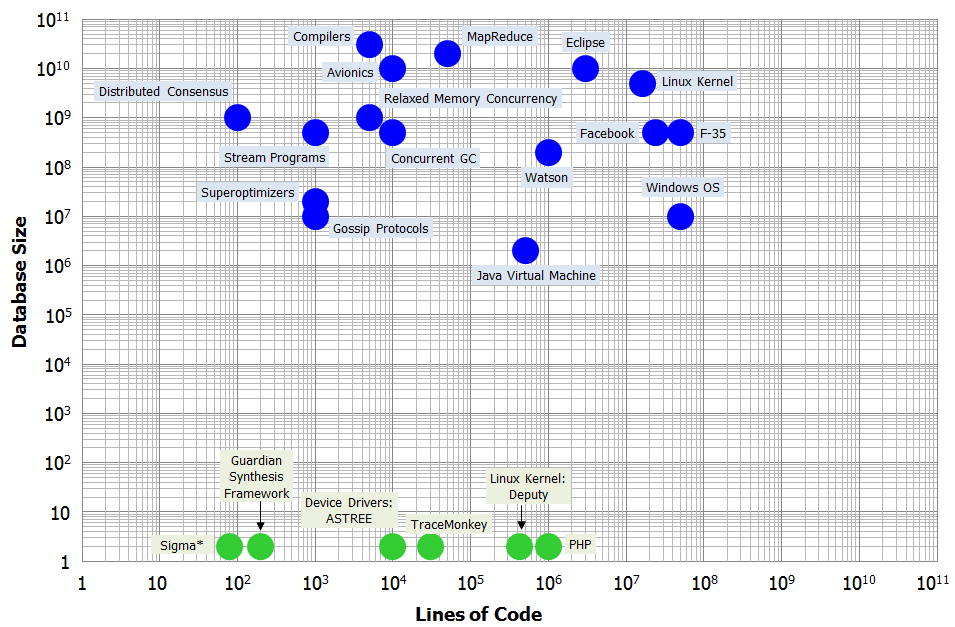 10¹¹
Compilers
MapReduce
Eclipse
10¹⁰
Avionics
Linux Kernel
Distributed Consensus
Relaxed Memory Concurrency
10⁹
Facebook
F-35
Stream Programs
Concurrent GC
10⁸
Watson
Superoptimizers
Windows OS
10⁷
Gossip Protocols
10⁶
Java Virtual Machine
Database Size
10⁵
10⁴
10³
10²
Guardian
Synthesis
Framework
Linux Kernel:
Deputy
Device Drivers:
ASTREE
10
TraceMonkey
Sigma*
PHP
1
1 10 10² 10³ 10⁴ 10⁵ 10⁶ 10⁷ 10⁸ 10⁹ 10¹⁰ 10¹¹
Lines of Code